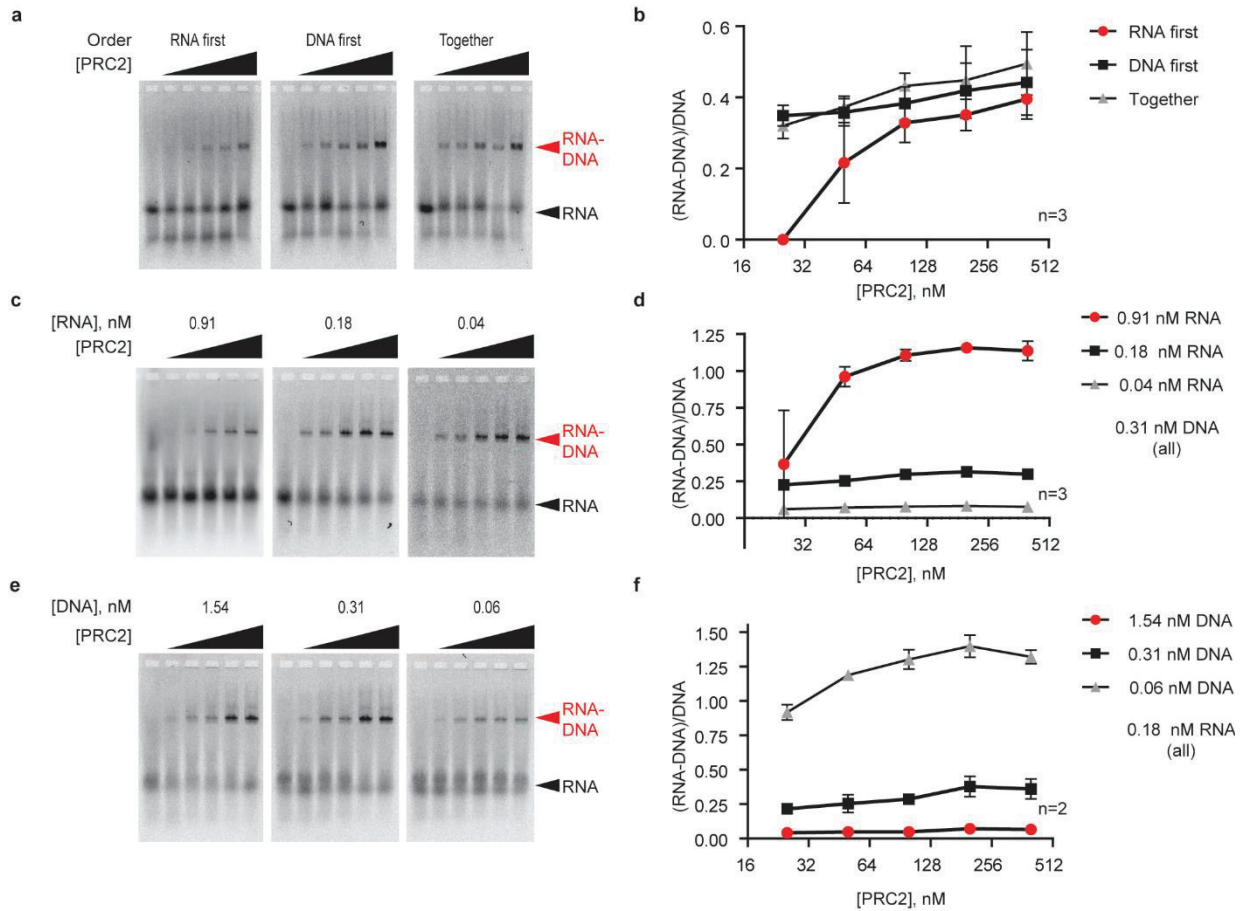 a
Order RNA first DNA first Together
[PRC2]
RNA-
DNA
RNA
b
(RNA-DNA)/DNA
0.6
0.4
0.2
0.0
16 32 64 128 256 512
[PRC2], nM
n=3
RNA first
DNA first
Together
c
[RNA], nM 0.91 0.18 0.04
[PRC2]
RNA-
DNA
RNA
d
(RNA-DNA)/DNA
1.25
1.00
0.75
0.50
0.25
0.00
32 64 128 256 512
[PRC2], nM
n=3
0.91 nM RNA
0.18 nM RNA
0.04 nM RNA
0.31 nM DNA
(all)
e
[DNA], nM 1.54 0.31 0.06
[PRC2]
RNA-
DNA
RNA
f
(RNA-DNA)/DNA
1.50
1.25
1.00
0.75
0.50
0.25
0.00
16 32 64 128 256 512
[PRC2], nM
n=2
1.54 nM DNA
0.31 nM DNA
0.06 nM DNA
0.18 nM RNA
(all)